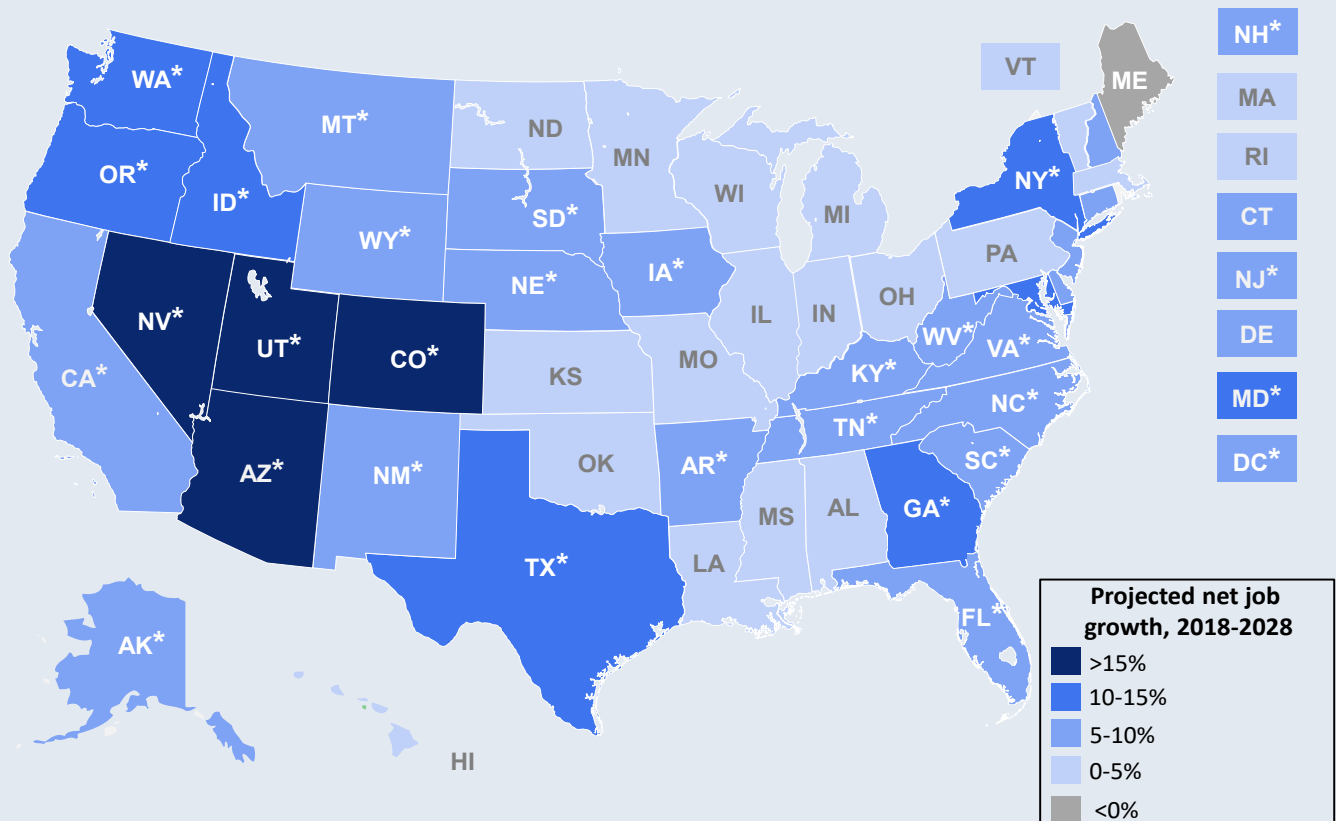 NH*
VT
ME
WA*
MA
MT*
ND
MN
RI
OR*
ID*
NY*
WI
MI
SD*
CT
WY*
PA
IA*
NE*
NJ*
OH
NV*
IL
IN
WV*
DE
UT*
CO*
VA*
MO
KS
KY*
CA*
NC*
MD*
TN*
SC*
DC*
AZ*
NM*
OK
AR*
GA*
MS
AL
LA
TX*
FL*
AK*
HI
Projected net job
growth, 2018-2028
>15%
10-15%
5-10%
0-5%
<0%